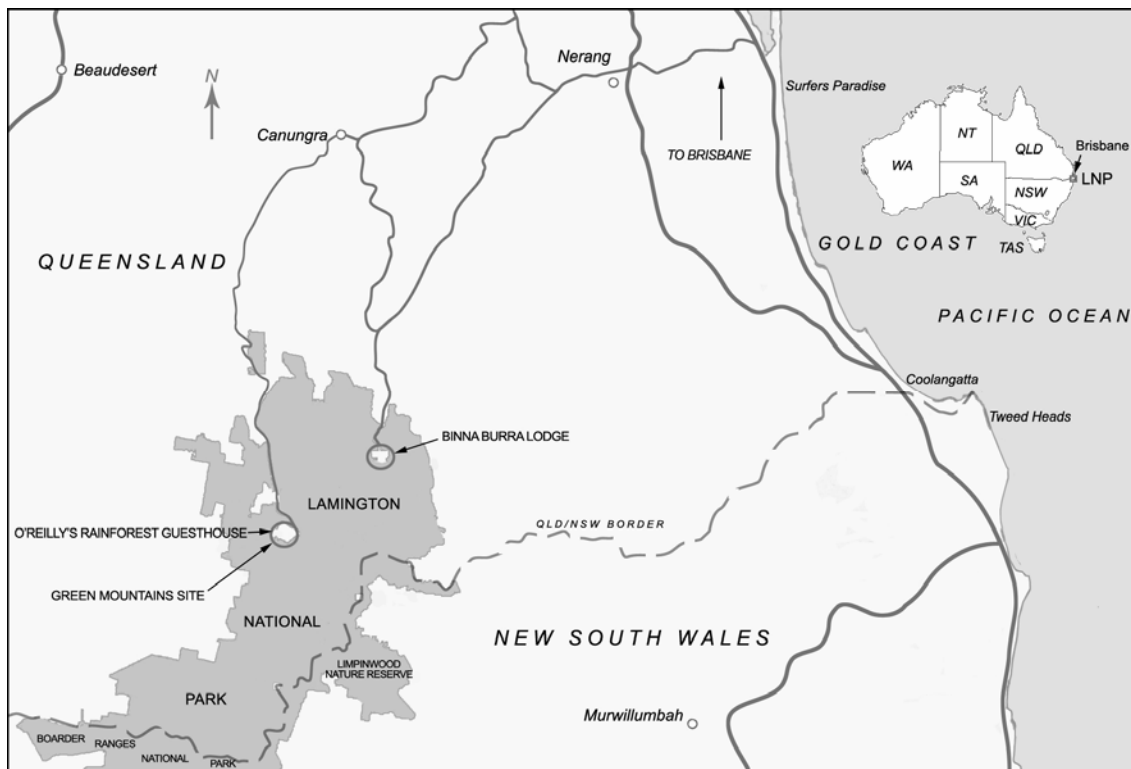 Beaudesert
N
Nerang
Surfers Paradise
Canungra
TO BRISBANE
NT
QLD
WA
SA
NSW
VIC
TAS
Brisbane
LNP
QUEENSLAND
GOLD COAST
PACIFIC OCEAN
Coolangatta
Tweed Heads
BINNA BURRA LODGE
LAMINGTON
O'REILLY'S RAINFOREST GUESTHOUSE
QLD/NSW BORDER
GREEN MOUNTAINS SITE
NATIONAL
NEW SOUTH WALES
LIMPINWOOD
NATURE RESERVE
PARK
Murwillumbah
BOARDER
RANGES
NATIONAL
PARK